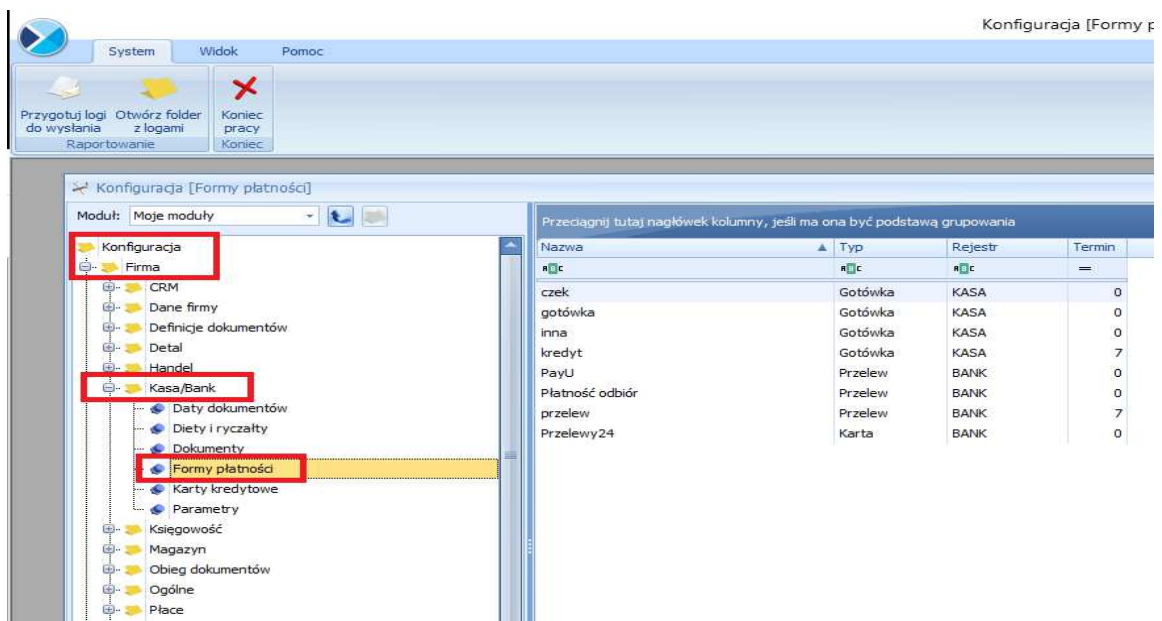 Konfiguracja [Formy p
System Widok Pomoc
Przygotuj logi do wysłania
Otwórz folder z logami
Koniec pracy
Raportowanie Koniec
Konfiguracja [Formy płatności]
Moduł: Moje moduły
Przeciągnij tutaj nagłówek kolumny, jeśli ma ona być podstawą grupowania
Konfiguracja
Firma
CRM
Dane firmy
Definicje dokumentów
Detal
Handel
Kasa/Bank
Daty dokumentów
Diety i ryczałty
Dokumenty
Formy płatności
Karty kredytowe
Parametry
Księgowość
Magazyn
Obieg dokumentów
Ogólne
Płace
Nazwa Typ Rejestr Termin
czek Gotówka KASA 0
gotówka Gotówka KASA 0
inna Gotówka KASA 0
kredyt Gotówka KASA 7
PayU Przelew BANK 0
Płatność odbiór Przelew BANK 0
przelew Przelew BANK 7
Przelewy24 Karta BANK 0